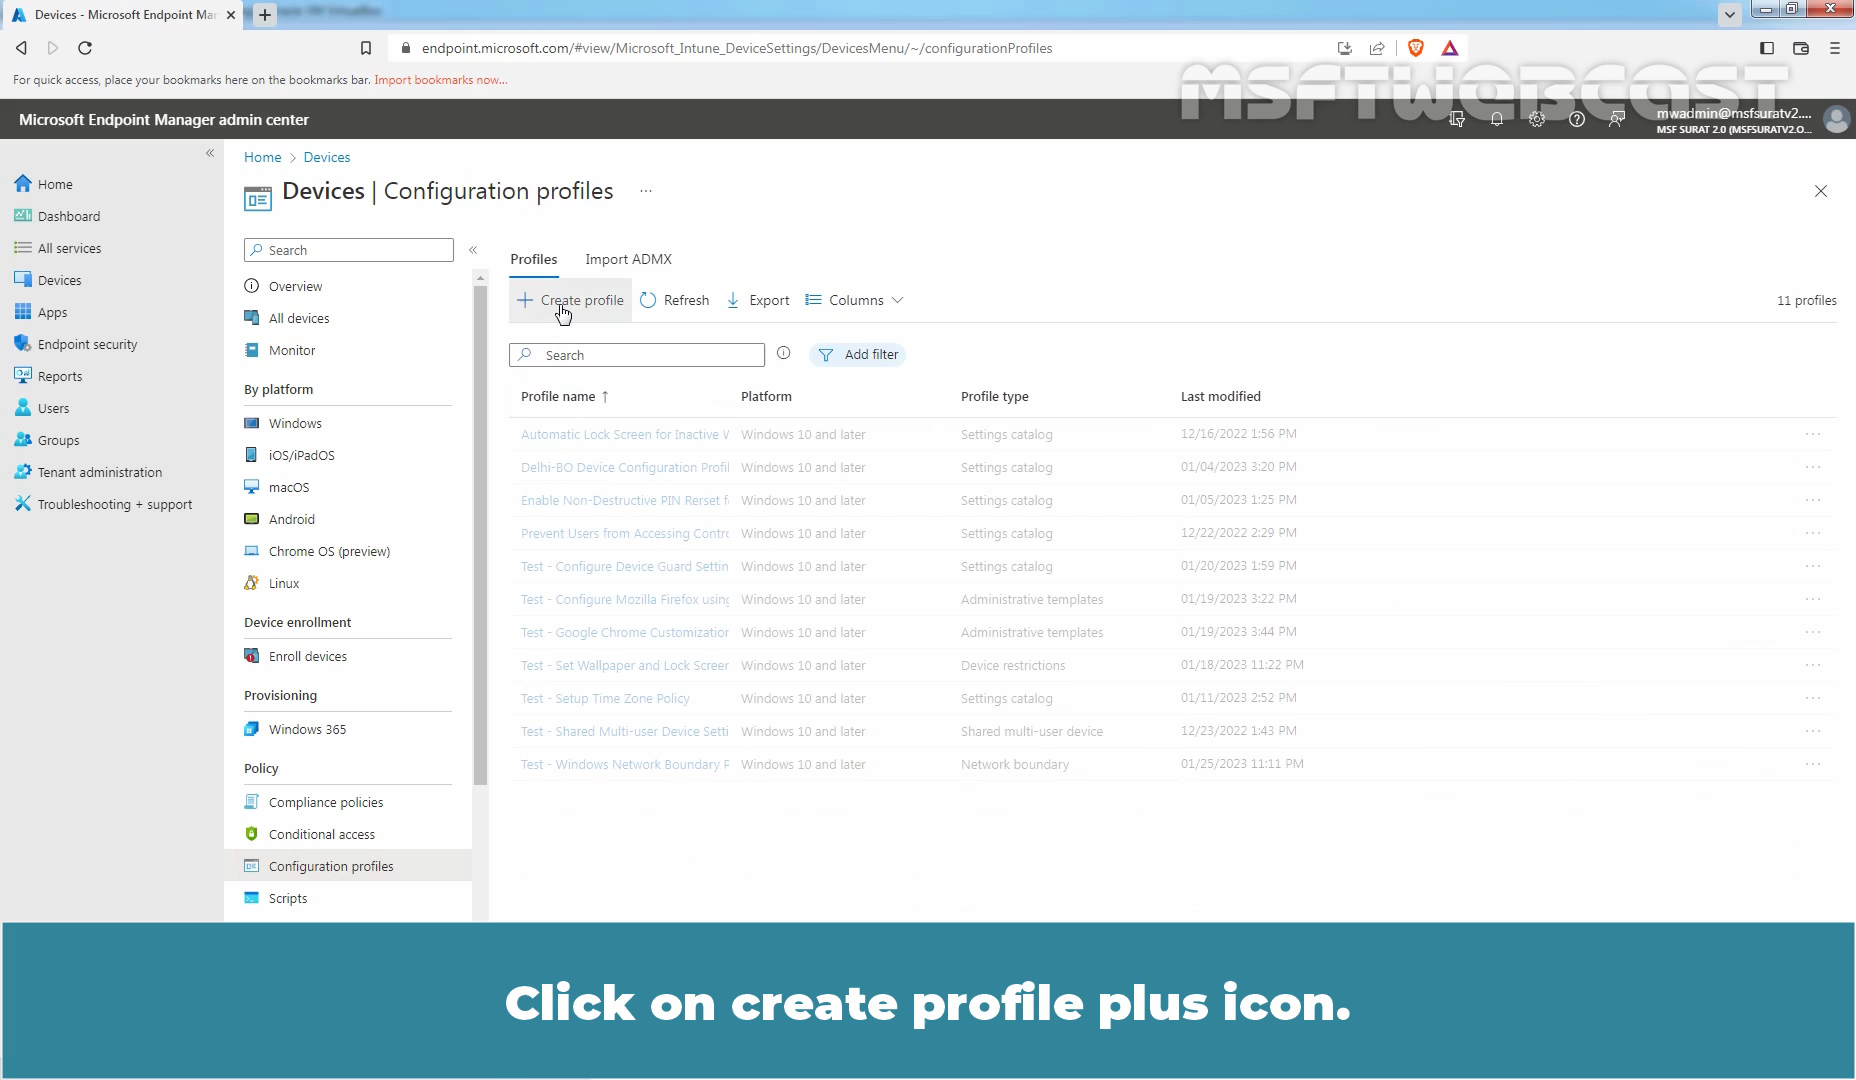 Devices - Microsoft Endpoint Mar
endpoint.microsoft.com/#view/Microsoft_Intune_DeviceSettings/DevicesMenu/~/configurationProfiles
For quick access, place your bookmarks here on the bookmarks bar. Import bookmarks now...
MSFTWEBCAST
Microsoft Endpoint Manager admin center
mwadmin@msfsuratv2....
MSF SURAT 2.0 (MSFSURATV2.O...
Home
Dashboard
All services
Devices
Apps
Endpoint security
Reports
Users
Groups
Tenant administration
Troubleshooting + support
Home > Devices
Devices | Configuration profiles ...
Search
Overview
All devices
Monitor
By platform
Windows
iOS/iPadOS
macOS
Android
Chrome OS (preview)
Linux
Device enrollment
Enroll devices
Provisioning
Windows 365
Policy
Compliance policies
Conditional access
Configuration profiles
Scripts
Profiles Import ADMX
Create profile Refresh Export Columns 11 profiles
Search Add filter
Profile name ↑ Platform Profile type Last modified
Automatic Lock Screen for Inactive Windows 10 and later Settings catalog 12/16/2022 1:56 PM ...
Delhi-BO Device Configuration Profil Windows 10 and later Settings catalog 01/04/2023 3:20 PM ...
Enable Non-Destructive PIN Rerset f Windows 10 and later Settings catalog 01/05/2023 1:25 PM ...
Prevent Users from Accessing Contro Windows 10 and later Settings catalog 12/22/2022 2:29 PM ...
Test - Configure Device Guard Settin Windows 10 and later Settings catalog 01/20/2023 1:59 PM ...
Test - Configure Mozilla Firefox using Windows 10 and later Administrative templates 01/19/2023 3:22 PM ...
Test - Google Chrome Customization Windows 10 and later Administrative templates 01/19/2023 3:44 PM ...
Test - Set Wallpaper and Lock Screen Windows 10 and later Device restrictions 01/18/2023 11:22 PM ...
Test - Setup Time Zone Policy Windows 10 and later Settings catalog 01/11/2023 2:52 PM ...
Test - Shared Multi-user Device Setti Windows 10 and later Shared multi-user device 12/23/2022 1:43 PM ...
Test - Windows Network Boundary P Windows 10 and later Network boundary 01/25/2023 11:11 PM ...
Click on create profile plus icon.